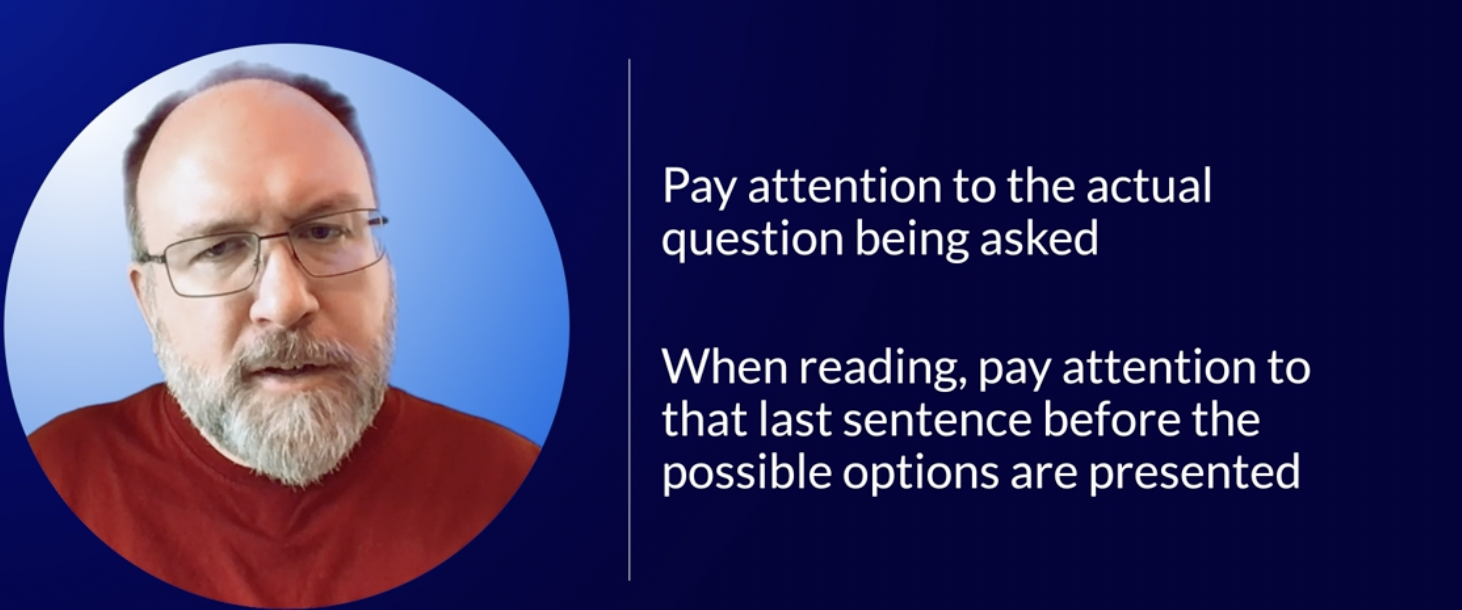 Pay attention to the actual
question being asked
When reading, pay attention to
that last sentence before the
possible options are presented